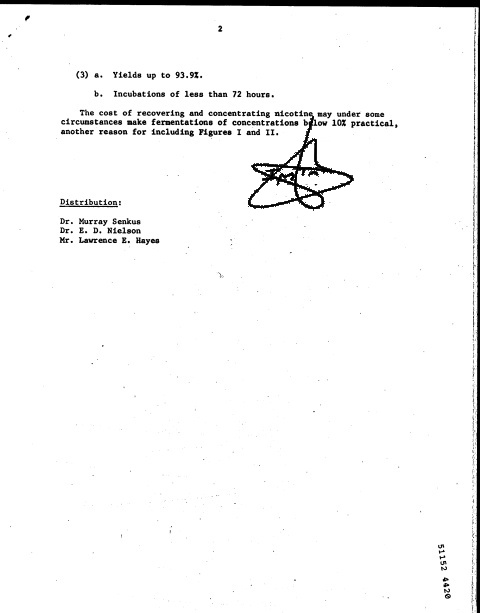 2
(3) a. Yields up to 93.9%.
b. Incubations of less than 72 hours.
The cost of recovering and concentrating nicotine may under some
circumstances make fermentations of concentrations below 10% practical,
another reason for including Figures I and II.
Distribution:
Dr. Murray Senkus
Dr. E. D. Nielson
Mr. Lawrence E. Hayes
51152 4420